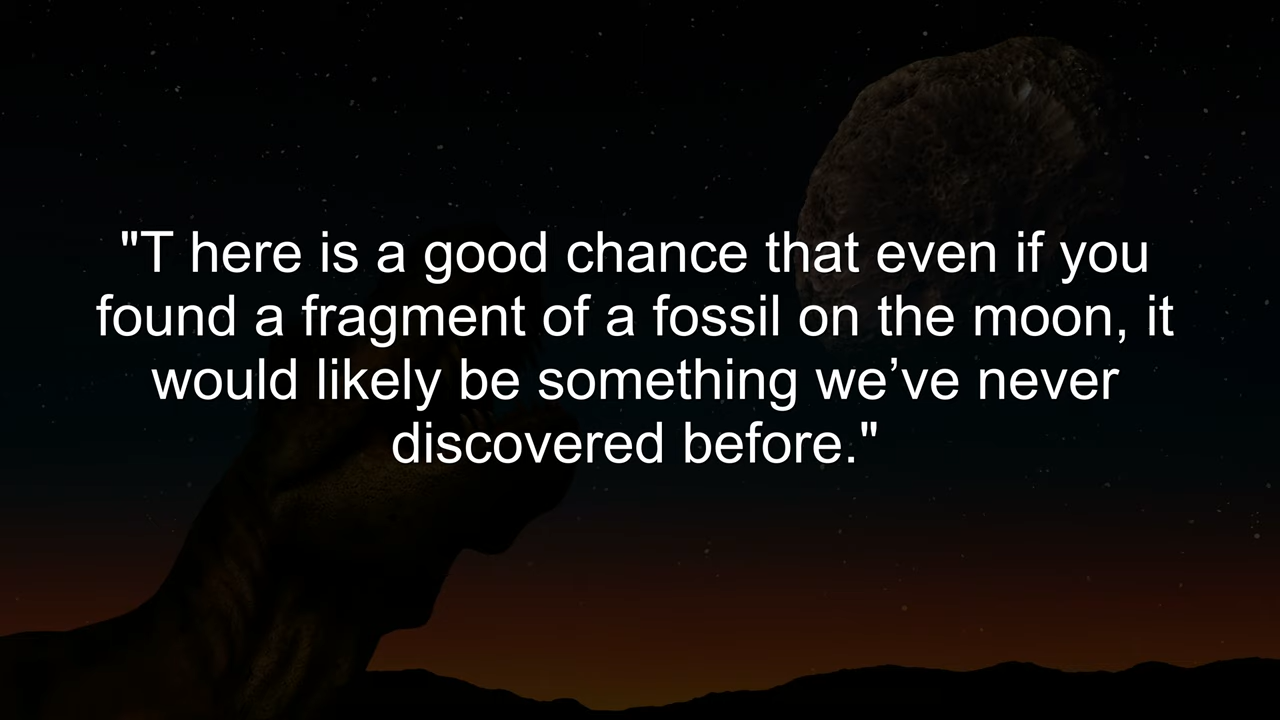 "T here is a good chance that even if you
found a fragment of a fossil on the moon, it
would likely be something we’ve never
discovered before."